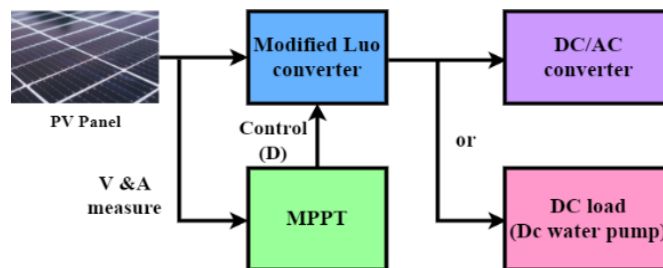 Modified Luo
converter
DC/AC
converter
PV Panel
Control
(D)
or
V &A
measure
MPPT
DC load
(Dc water pump)